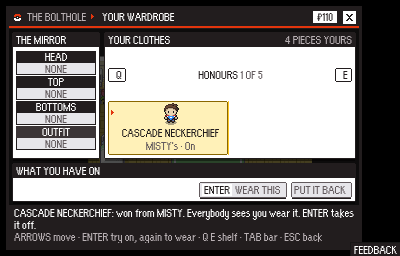 THE BOLTHOLE ▸ YOUR WARDROBE ₽110 X
THE MIRROR
HEAD
NONE
TOP
NONE
BOTTOMS
NONE
OUTFIT
NONE
YOUR CLOTHES 4 PIECES YOURS
Q HONOURS 1 OF 5 E
CASCADE NECKERCHIEF
MISTY's · On
WHAT YOU HAVE ON
ENTER WEAR THIS PUT IT BACK
CASCADE NECKERCHIEF: won from MISTY. Everybody sees you wear it. ENTER takes
it off.
ARROWS move · ENTER try on, again to wear · Q E shelf · TAB bar · ESC back
FEEDBACK